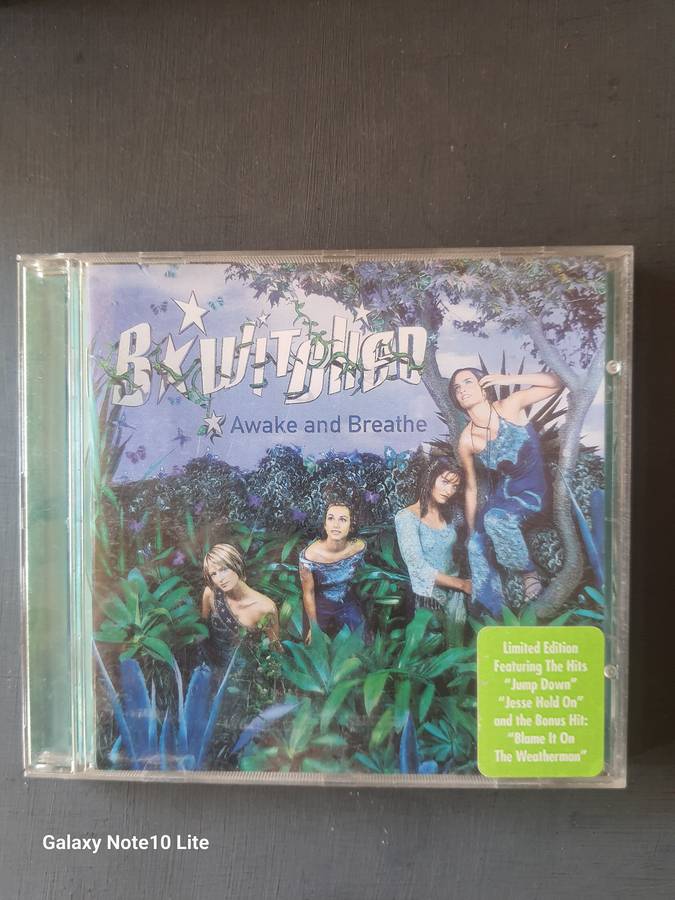 B★Witched
Awake and Breathe
Limited Edition
Featuring The Hits
"Jump Down"
"Jesse Hold On"
and the Bonus Hit:
"Blame It On
The Weatherman"
Galaxy Note10 Lite